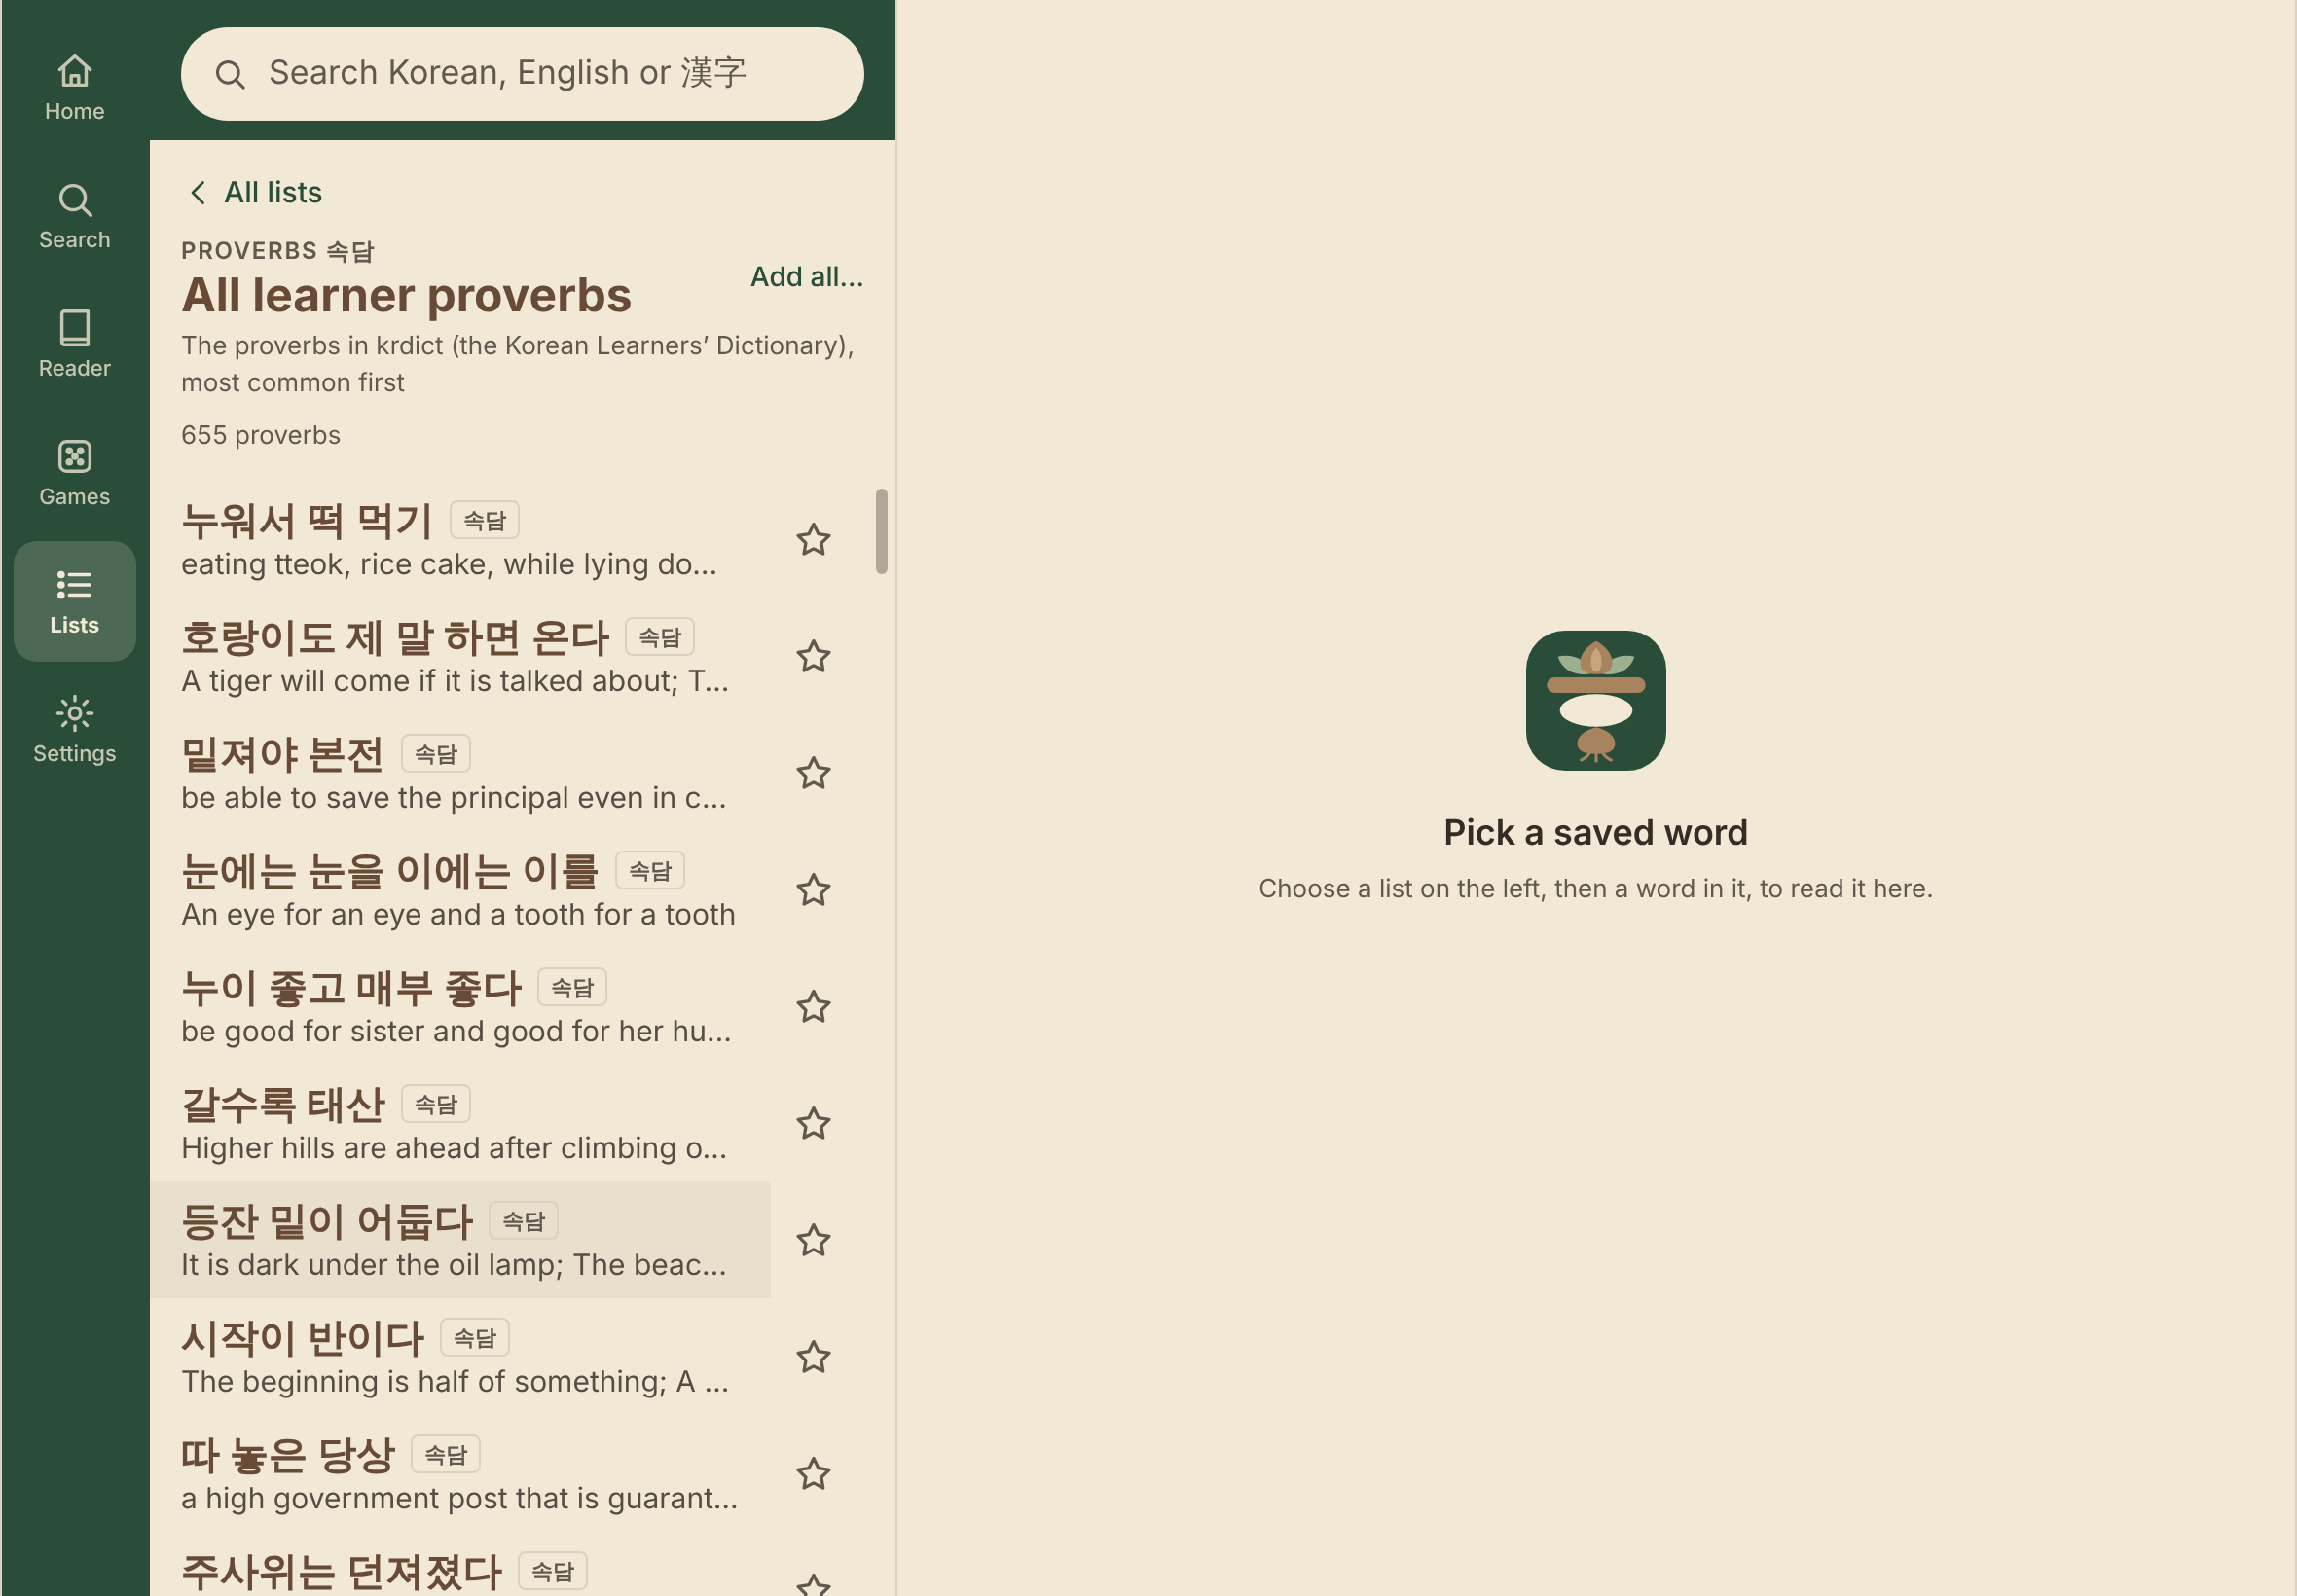 Home
Search
Reader
Games
Lists
Settings
Search Korean, English or 漢字
All lists
PROVERBS 속담
All learner proverbs
Add all...
The proverbs in krdict (the Korean Learners’ Dictionary),
most common first
655 proverbs
누워서 떡 먹기 속담
eating tteok, rice cake, while lying do...
호랑이도 제 말 하면 온다 속담
A tiger will come if it is talked about; T...
밑져야 본전 속담
be able to save the principal even in c...
눈에는 눈을 이에는 이를 속담
An eye for an eye and a tooth for a tooth
누이 좋고 매부 좋다 속담
be good for sister and good for her hu...
갈수록 태산 속담
Higher hills are ahead after climbing o...
등잔 밑이 어둡다 속담
It is dark under the oil lamp; The beac...
시작이 반이다 속담
The beginning is half of something; A ...
따 놓은 당상 속담
a high government post that is guarant...
주사위는 던져졌다 속담
Pick a saved word
Choose a list on the left, then a word in it, to read it here.